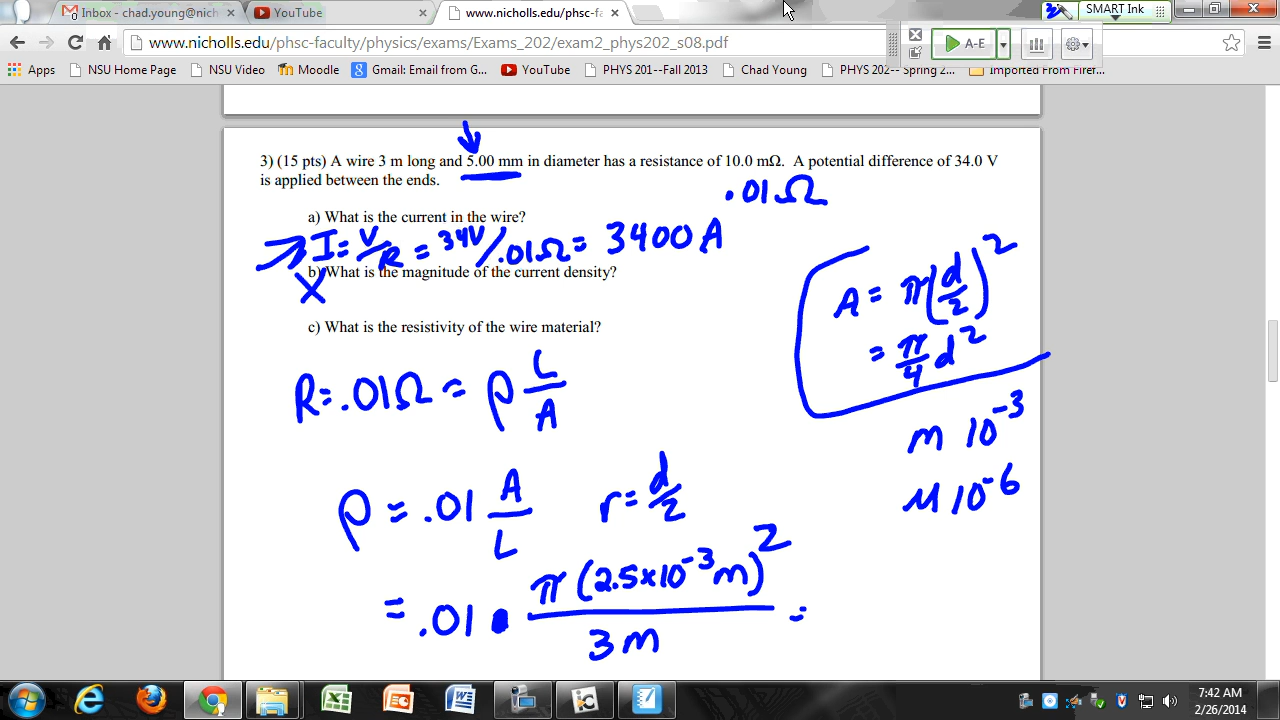 Inbox - chad.young@nich
YouTube
www.nicholls.edu/phsc-fa
SMART Ink
www.nicholls.edu/phsc-faculty/physics/exams/Exams_202/exam2_phys202_s08.pdf
A-E
Apps
NSU Home Page
NSU Video
Moodle
Gmail: Email from G...
YouTube
PHYS 201--Fall 2013
Chad Young
PHYS 202-- Spring 2...
Imported From Firef...
3) (15 pts) A wire 3 m long and 5.00 mm in diameter has a resistance of 10.0 mΩ. A potential difference of 34.0 V
is applied between the ends.
.01Ω
a) What is the current in the wire?
I = V/R = 34V/.01Ω = 3400 A
b) What is the magnitude of the current density?
X
A = π(d/2)^2
= π/4 d^2
c) What is the resistivity of the wire material?
R = .01Ω = ρ L/A
m 10^-3
μ 10^-6
ρ = .01 A/L
r = d/2
= .01 · π(2.5x10^-3 m)^2 / 3 m =
7:42 AM
2/26/2014